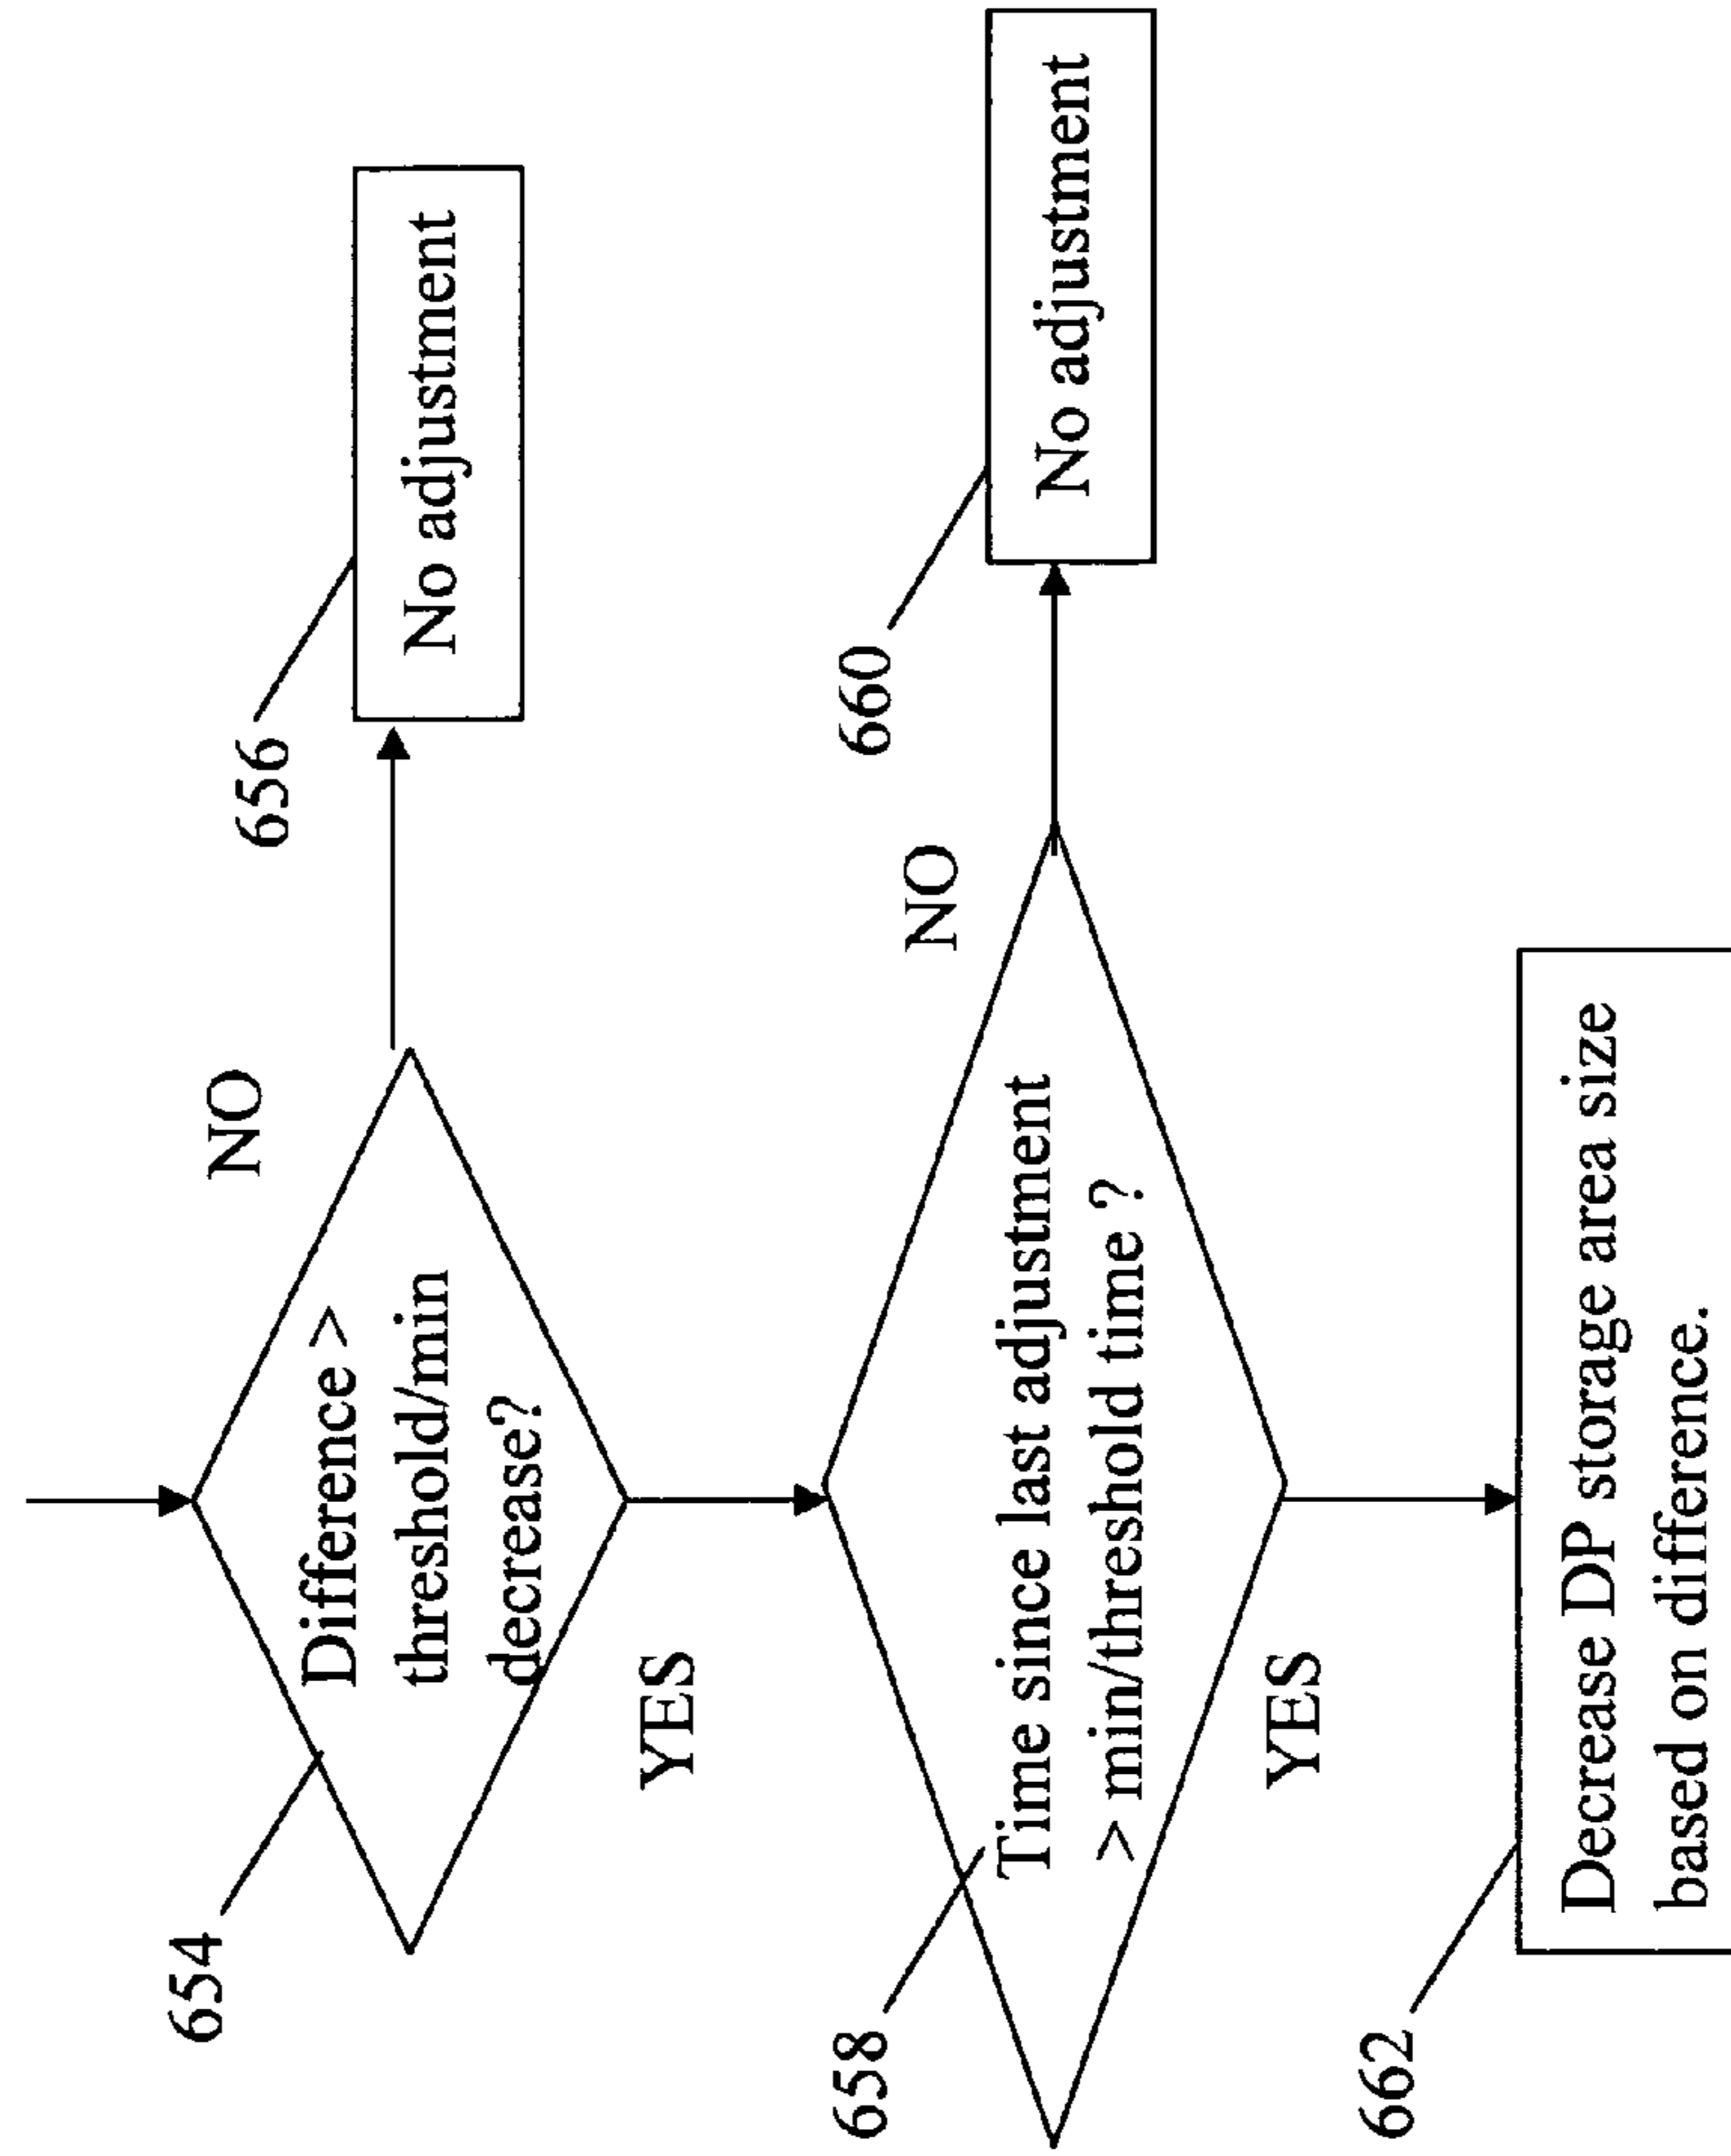 654
Difference >
threshold/min
decrease?
NO
656
No adjustment
YES
658
Time since last adjustment
> min/threshold time ?
NO
660
No adjustment
YES
662
Decrease DP storage area size
based on difference.